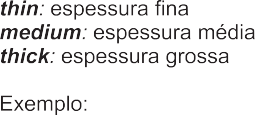 thin: espessura fina
medium: espessura média
thick: espessura grossa
Exemplo: